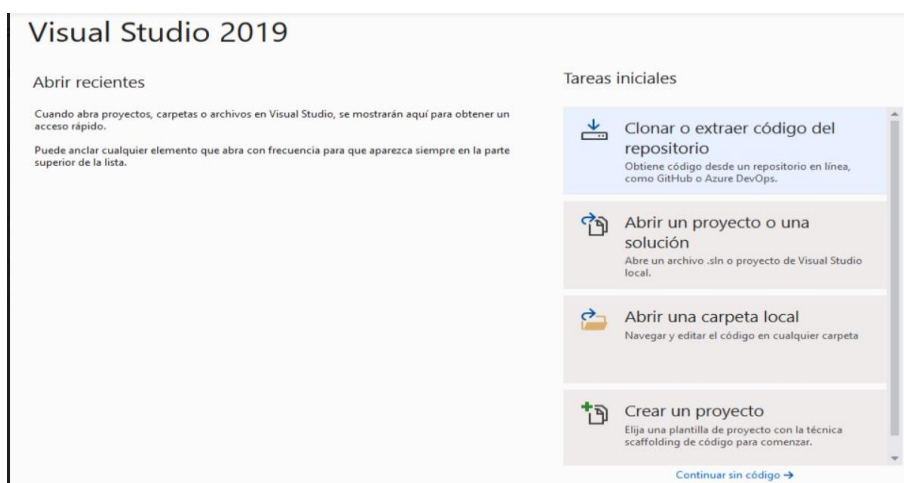 Visual Studio 2019
Abrir recientes
Cuando abra proyectos, carpetas o archivos en Visual Studio, se mostrarán aquí para obtener un
acceso rápido.
Puede anclar cualquier elemento que abra con frecuencia para que aparezca siempre en la parte
superior de la lista.
Tareas iniciales
Clonar o extraer código del
repositorio
Obtiene código desde un repositorio en línea,
como GitHub o Azure DevOps.
Abrir un proyecto o una
solución
Abre un archivo .sln o proyecto de Visual Studio
local.
Abrir una carpeta local
Navegar y editar el código en cualquier carpeta
Crear un proyecto
Elija una plantilla de proyecto con la técnica
scaffolding de código para comenzar.
Continuar sin código →